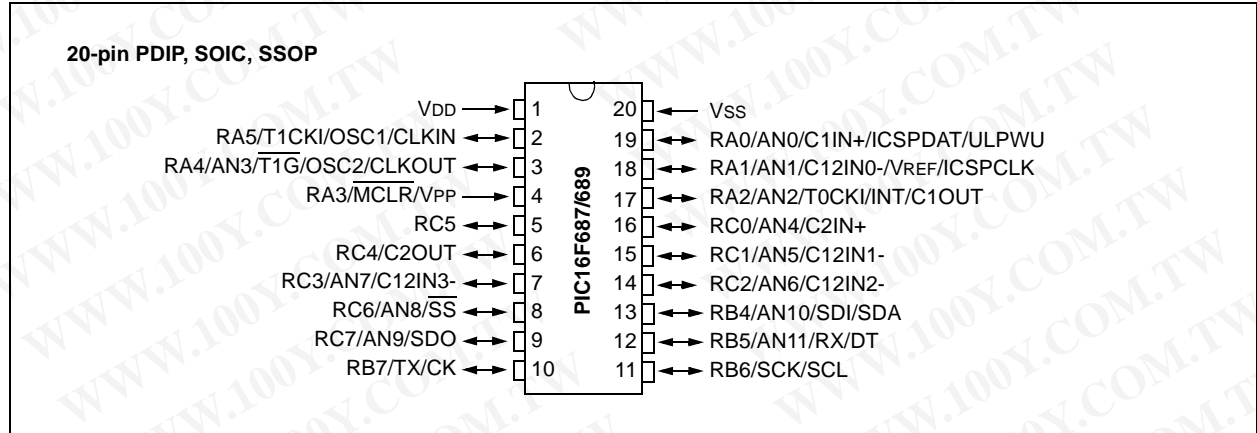 20-pin PDIP, SOIC, SSOP
VDD 1 20 VSS
RA5/T1CKI/OSC1/CLKIN 2 19 RA0/AN0/C1IN+/ICSPDAT/ULPWU
RA4/AN3/T1G/OSC2/CLKOUT 3 18 RA1/AN1/C12IN0-/VREF/ICSPCLK
RA3/MCLR/VPP 4 17 RA2/AN2/T0CKI/INT/C1OUT
RC5 5 16 RC0/AN4/C2IN+
RC4/C2OUT 6 15 RC1/AN5/C12IN1-
RC3/AN7/C12IN3- 7 14 RC2/AN6/C12IN2-
RC6/AN8/SS 8 13 RB4/AN10/SDI/SDA
RC7/AN9/SDO 9 12 RB5/AN11/RX/DT
RB7/TX/CK 10 11 RB6/SCK/SCL
PIC16F687/689
WWW.100Y.COM.TW